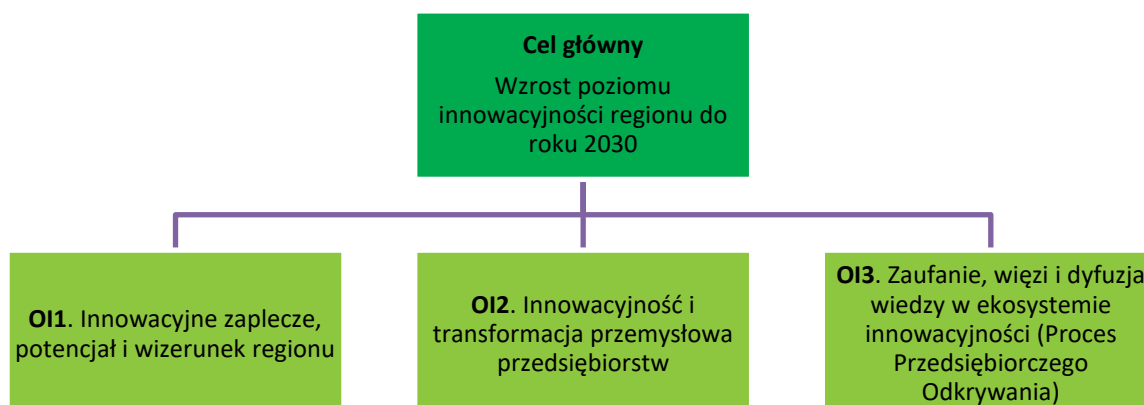 Cel główny
Wzrost poziomu
innowacyjności regionu do
roku 2030
OI1. Innowacyjne zaplecze,
potencjał i wizerunek regionu
OI2. Innowacyjność i
transformacja przemysłowa
przedsiębiorstw
OI3. Zaufanie, więzi i dyfuzja
wiedzy w ekosystemie
innowacyjności (Proces
Przedsiębiorczego
Odkrywania)